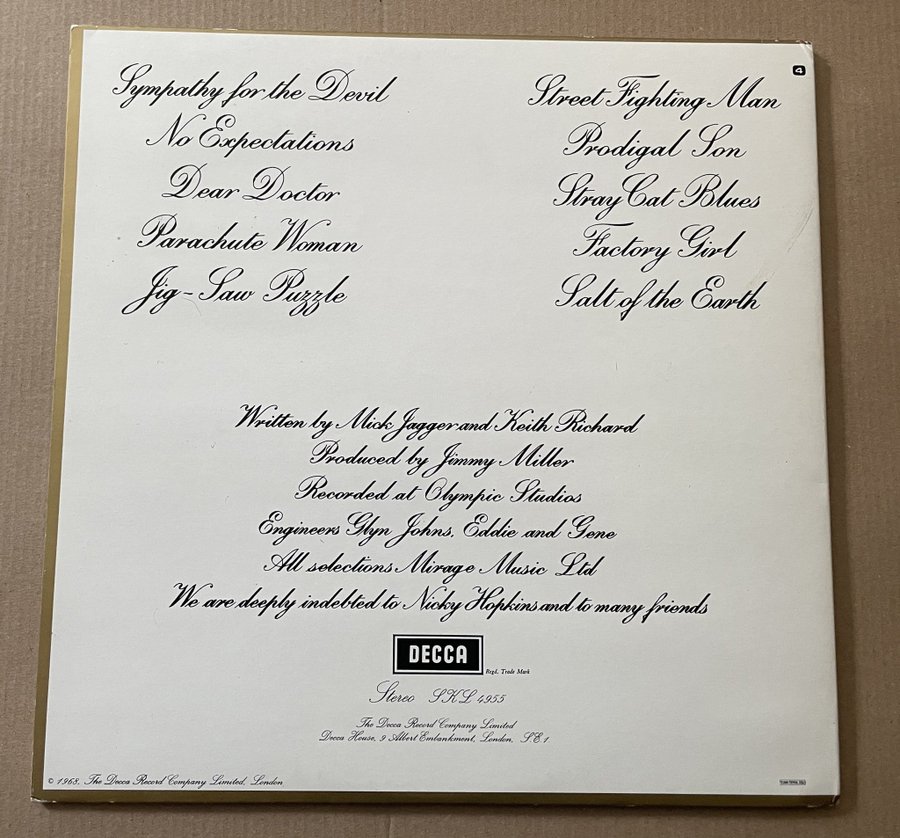 4
Sympathy for the Devil
No Expectations
Dear Doctor
Parachute Woman
Jig-Saw Puzzle
Street Fighting Man
Prodigal Son
Stray Cat Blues
Factory Girl
Salt of the Earth
Written by Mick Jagger and Keith Richard
Produced by Jimmy Miller
Recorded at Olympic Studios
Engineers Glyn Johns, Eddie and Gene
All selections Mirage Music Ltd
We are deeply indebted to Nicky Hopkins and to many friends
DECCA
Regd. Trade Mark
Stereo SKL 4955
The Decca Record Company Limited
Decca House, 9 Albert Embankment, London, S.E.1
© 1968, The Decca Record Company Limited, London